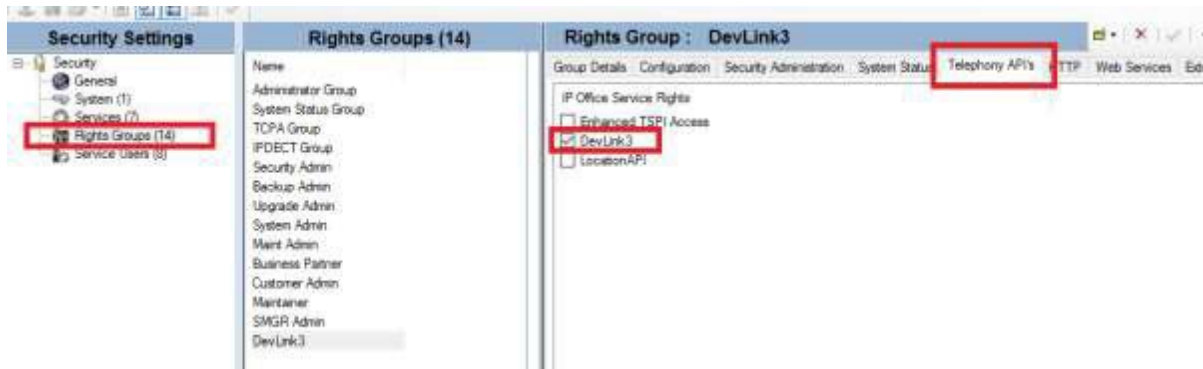 Security Settings
Security
General
System (1)
Services (7)
Rights Groups (14)
Service Users (8)
Rights Groups (14)
Name
Administrator Group
System Status Group
TCPA Group
IPDECT Group
Security Admin
Backup Admin
Upgrade Admin
System Admin
Maint Admin
Business Partner
Customer Admin
Maintainer
SMGR Admin
DevLink3
Rights Group : DevLink3
Group Details Configuration Security Administration System Status Telephony API's HTTP Web Services
IP Office Service Rights
Enhanced TSPI Access
DevLink3
LocationAPI